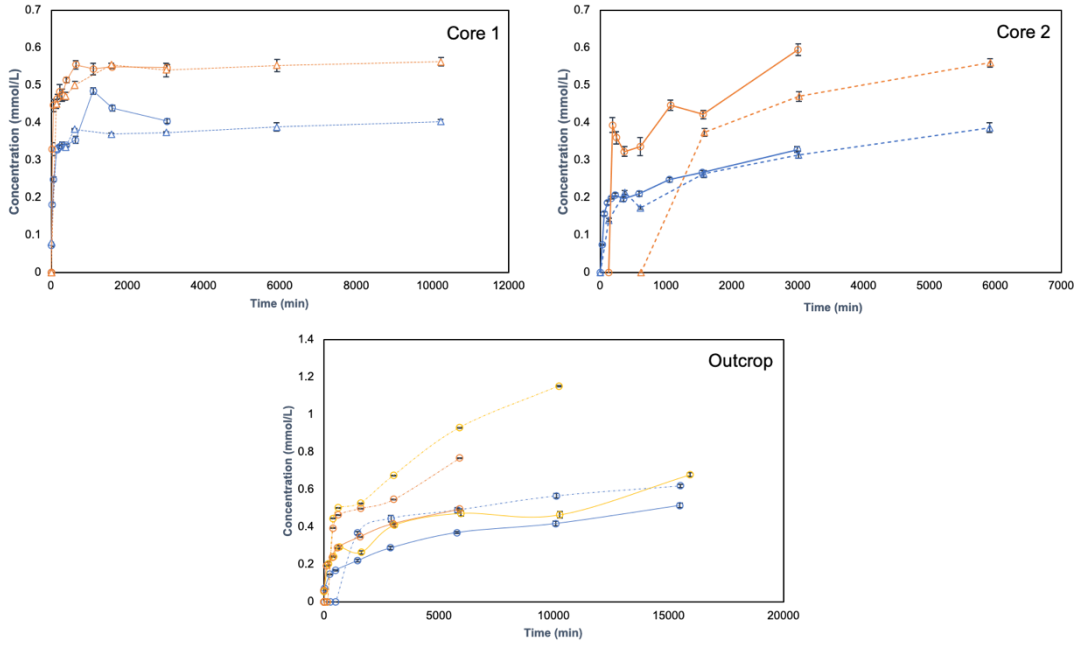 Core 1
Concentration (mmol/L)
0.7
0.6
0.5
0.4
0.3
0.2
0.1
0
0 2000 4000 6000 8000 10000 12000
Time (min)
Core 2
Concentration (mmol/L)
0.7
0.6
0.5
0.4
0.3
0.2
0.1
0
0 1000 2000 3000 4000 5000 6000 7000
Time (min)
Outcrop
Concentration (mmol/L)
1.4
1.2
1
0.8
0.6
0.4
0.2
0
0 5000 10000 15000 20000
Time (min)